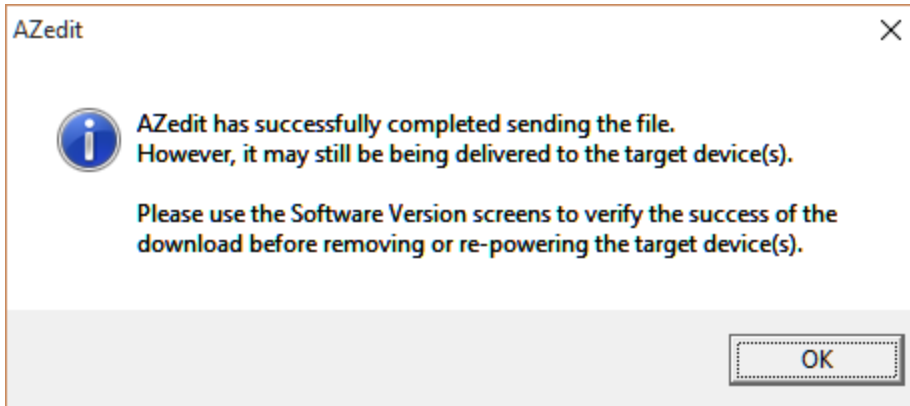 AZedit
AZedit has successfully completed sending the file.
However, it may still be being delivered to the target device(s).
Please use the Software Version screens to verify the success of the
download before removing or re-powering the target device(s).
OK